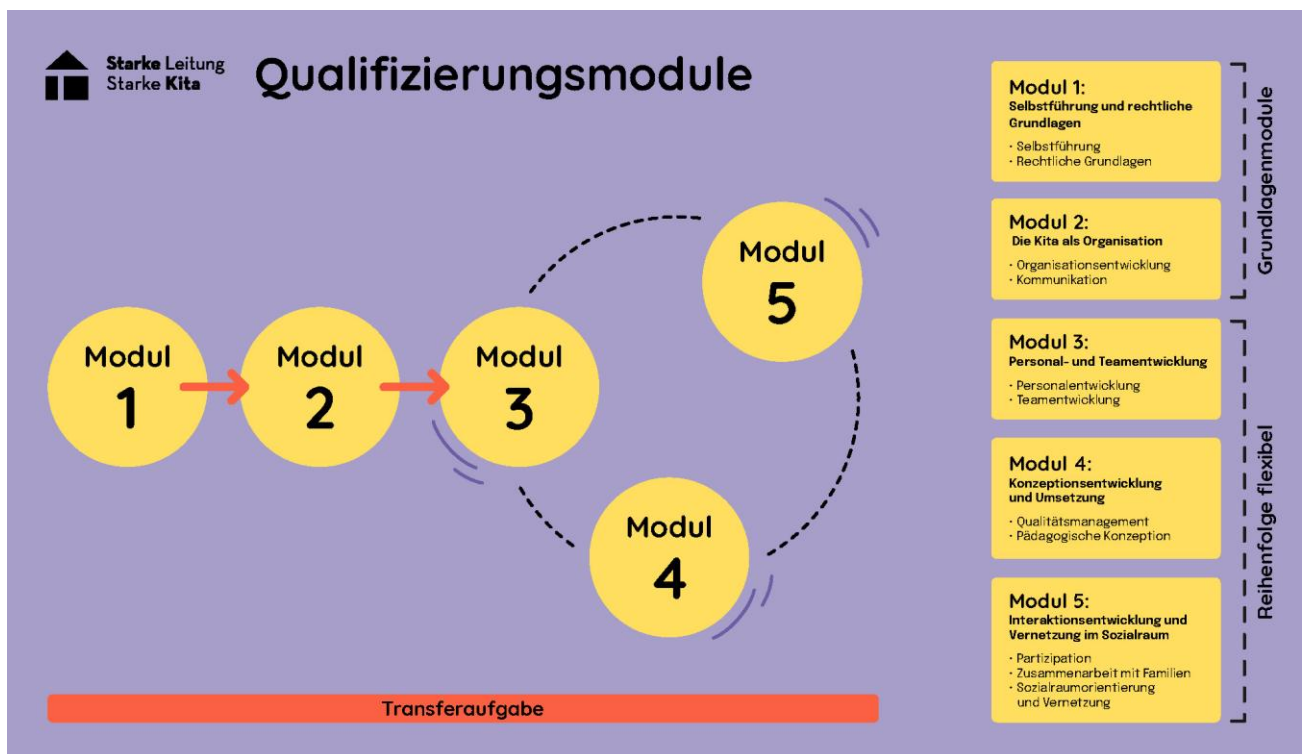 Starke Leitung
Starke Kita
Qualifizierungsmodule
Modul
1
Modul
2
Modul
3
Modul
4
Modul
5
Transferaufgabe
Modul 1:
Selbstführung und rechtliche
Grundlagen
· Selbstführung
· Rechtliche Grundlagen
Modul 2:
Die Kita als Organisation
· Organisationsentwicklung
· Kommunikation
Grundlagenmodule
Modul 3:
Personal- und Teamentwicklung
· Personalentwicklung
· Teamentwicklung
Modul 4:
Konzeptionsentwicklung
und Umsetzung
· Qualitätsmanagement
· Pädagogische Konzeption
Modul 5:
Interaktionsentwicklung und
Vernetzung im Sozialraum
· Partizipation
· Zusammenarbeit mit Familien
· Sozialraumorientierung
und Vernetzung
Reihenfolge flexibel